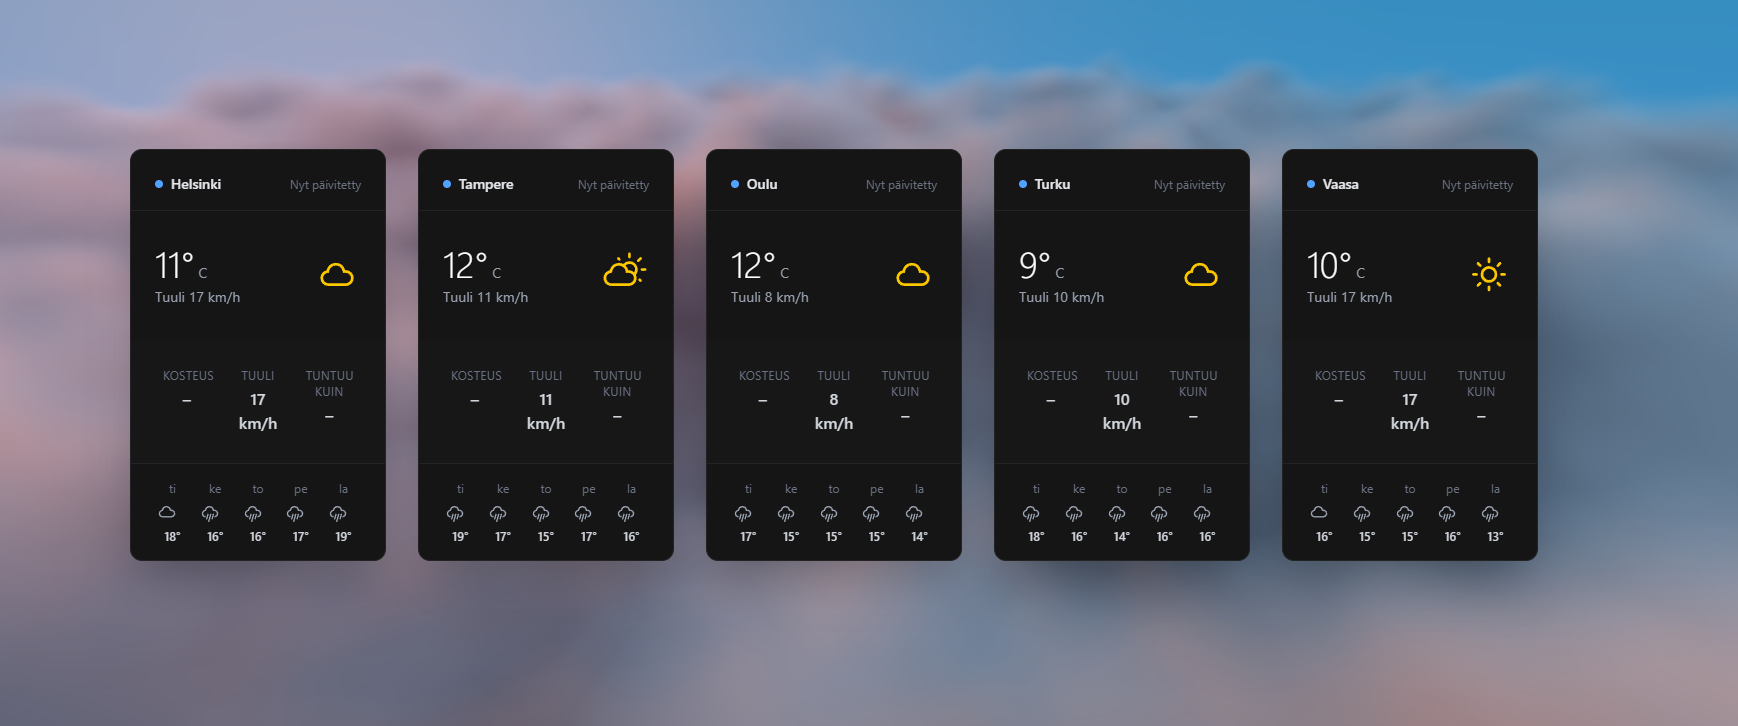 Helsinki Nyt päivitetty
11° C
Tuuli 17 km/h
KOSTEUS TUULI TUNTUU KUIN
– 17 km/h –
ti ke to pe la
18° 16° 16° 17° 19°
Tampere Nyt päivitetty
12° C
Tuuli 11 km/h
KOSTEUS TUULI TUNTUU KUIN
– 11 km/h –
ti ke to pe la
19° 17° 15° 17° 16°
Oulu Nyt päivitetty
12° C
Tuuli 8 km/h
KOSTEUS TUULI TUNTUU KUIN
– 8 km/h –
ti ke to pe la
17° 15° 15° 15° 14°
Turku Nyt päivitetty
9° C
Tuuli 10 km/h
KOSTEUS TUULI TUNTUU KUIN
– 10 km/h –
ti ke to pe la
18° 16° 14° 16° 16°
Vaasa Nyt päivitetty
10° C
Tuuli 17 km/h
KOSTEUS TUULI TUNTUU KUIN
– 17 km/h –
ti ke to pe la
16° 15° 15° 16° 13°